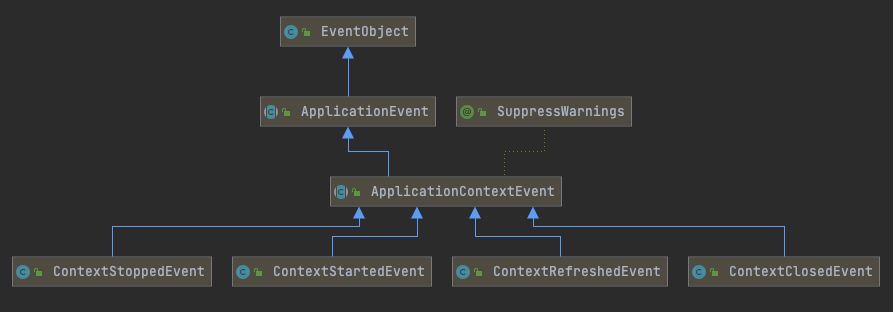 EventObject
ApplicationEvent
SuppressWarnings
ApplicationContextEvent
ContextStoppedEvent
ContextStartedEvent
ContextRefreshedEvent
ContextClosedEvent